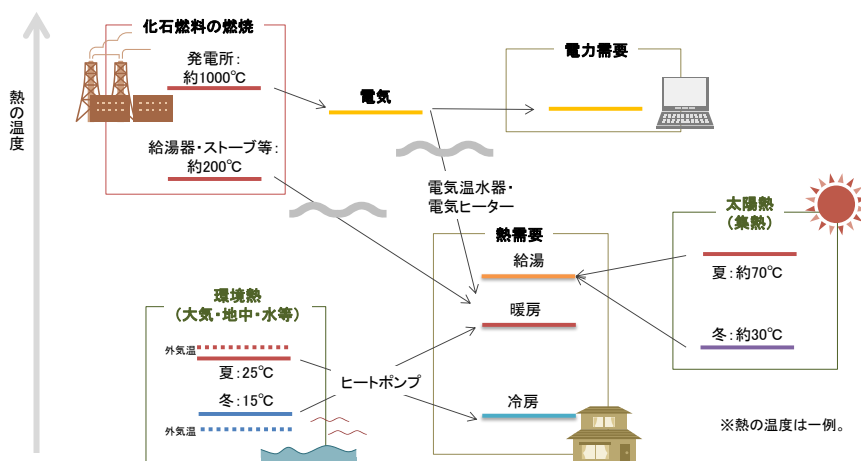 熱の温度
化石燃料の燃焼
発電所：
約1000℃
給湯器・ストーブ等：
約200℃
電気
電力需要
電気温水器・
電気ヒーター
熱需要
給湯
暖房
冷房
太陽熱
（集熱）
夏：約70℃
冬：約30℃
環境熱
（大気・地中・水等）
外気温
夏：25℃
冬：15℃
外気温
ヒートポンプ
※熱の温度は一例。